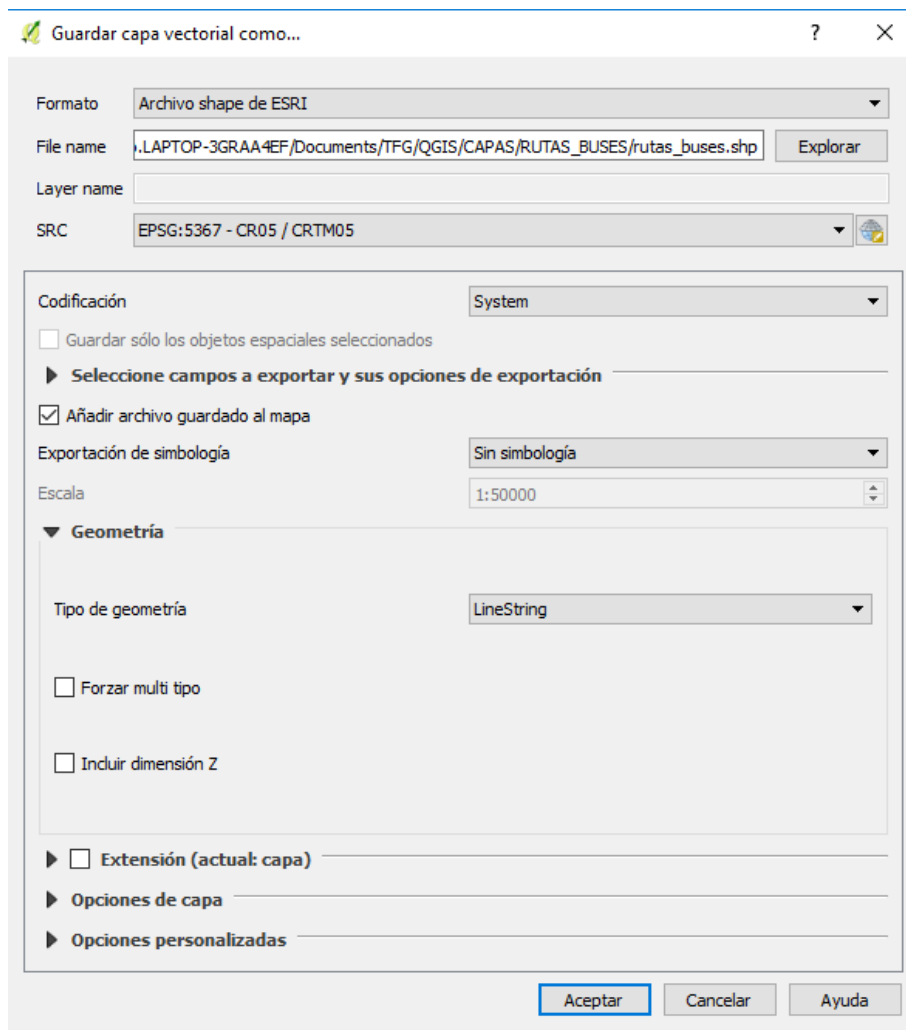 Guardar capa vectorial como...
?
Formato
Archivo shape de ESRI
File name
.LAPTOP-3GRAA4EF/Documents/TFG/QGIS/CAPAS/RUTAS_BUSES/rutas_buses.shp
Explorar
Layer name
SRC
EPSG:5367 - CR05 / CRTM05
Codificación
System
Guardar sólo los objetos espaciales seleccionados
Seleccione campos a exportar y sus opciones de exportación
Añadir archivo guardado al mapa
Exportación de simbología
Sin simbología
Escala
1:50000
Geometría
Tipo de geometría
LineString
Forzar multi tipo
Incluir dimensión Z
Extensión (actual: capa)
Opciones de capa
Opciones personalizadas
Aceptar
Cancelar
Ayuda